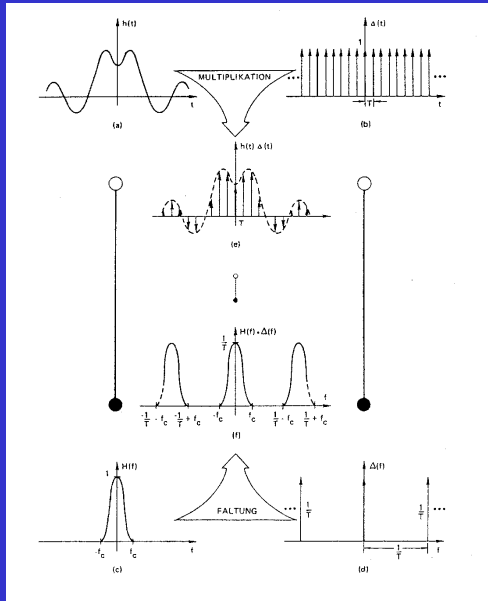 h(t)
Δ(t)
1
MULTIPLIKATION
...
...
t
T
t
(a)
(b)
h(t) Δ(t)
T
(e)
H(f) * Δ(f)
1/T
f
-1/T - f_c
-1/T + f_c
-f_c
f_c
1/T - f_c
1/T + f_c
(f)
H(f)
1
Δ(f)
FALTUNG
...
1/T
1/T
...
-f_c
f_c
f
1/T
f
(c)
(d)